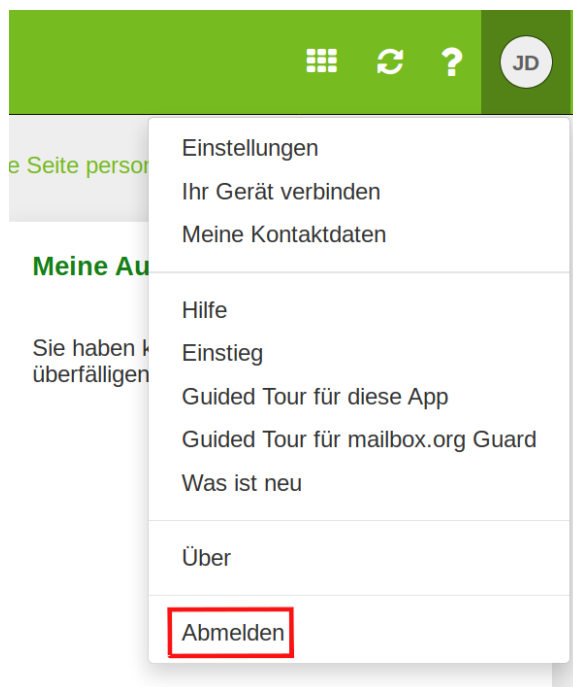 ?
JD
e Seite person
Einstellungen
Ihr Gerät verbinden
Meine Kontaktdaten
Meine Au
Hilfe
Sie haben k
Einstieg
überfälligen
Guided Tour für diese App
Guided Tour für mailbox.org Guard
Was ist neu
Über
Abmelden